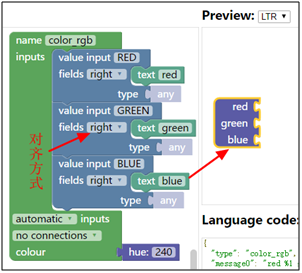 Preview: LTR
name color_rgb
inputs value input RED
fields right text red
type any
value input GREEN
fields right text green
type any
value input BLUE
fields right text blue
type any
automatic inputs
no connections
colour hue: 240
对齐方式
red
green
blue
Language code:
{
"type": "color_rgb",
"message0": "red %1